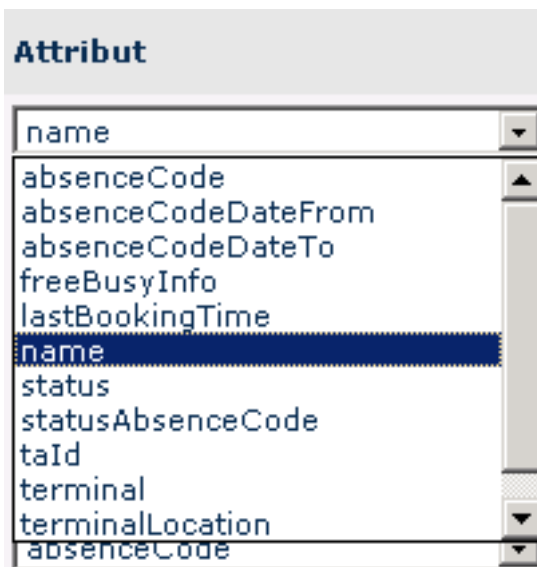 Attribut
name
absenceCode
absenceCodeDateFrom
absenceCodeDateTo
freeBusyInfo
lastBookingTime
name
status
statusAbsenceCode
taId
terminal
terminalLocation
absenceCode